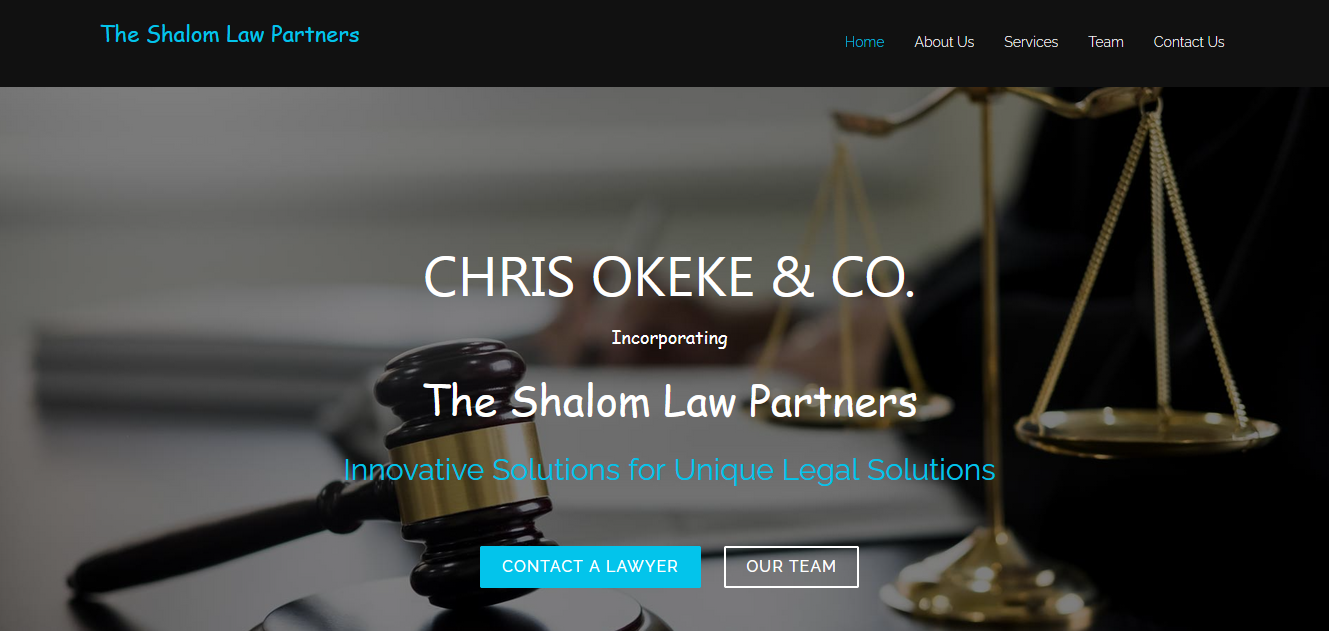 The Shalom Law Partners
Home About Us Services Team Contact Us
CHRIS OKEKE & CO.
Incorporating
The Shalom Law Partners
Innovative Solutions for Unique Legal Solutions
CONTACT A LAWYER OUR TEAM